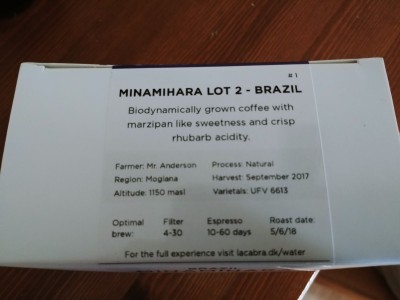 #1
MINAMIHARA LOT 2 - BRAZIL
Biodynamically grown coffee with
marzipan like sweetness and crisp
rhubarb acidity.
Farmer: Mr. Anderson Process: Natural
Region: Mogiana Harvest: September 2017
Altitude: 1150 masl Varietals: UFV 6613
Optimal Filter Espresso Roast date:
brew: 4-30 10-60 days 5/6/18
For the full experience visit lacabra.dk/water